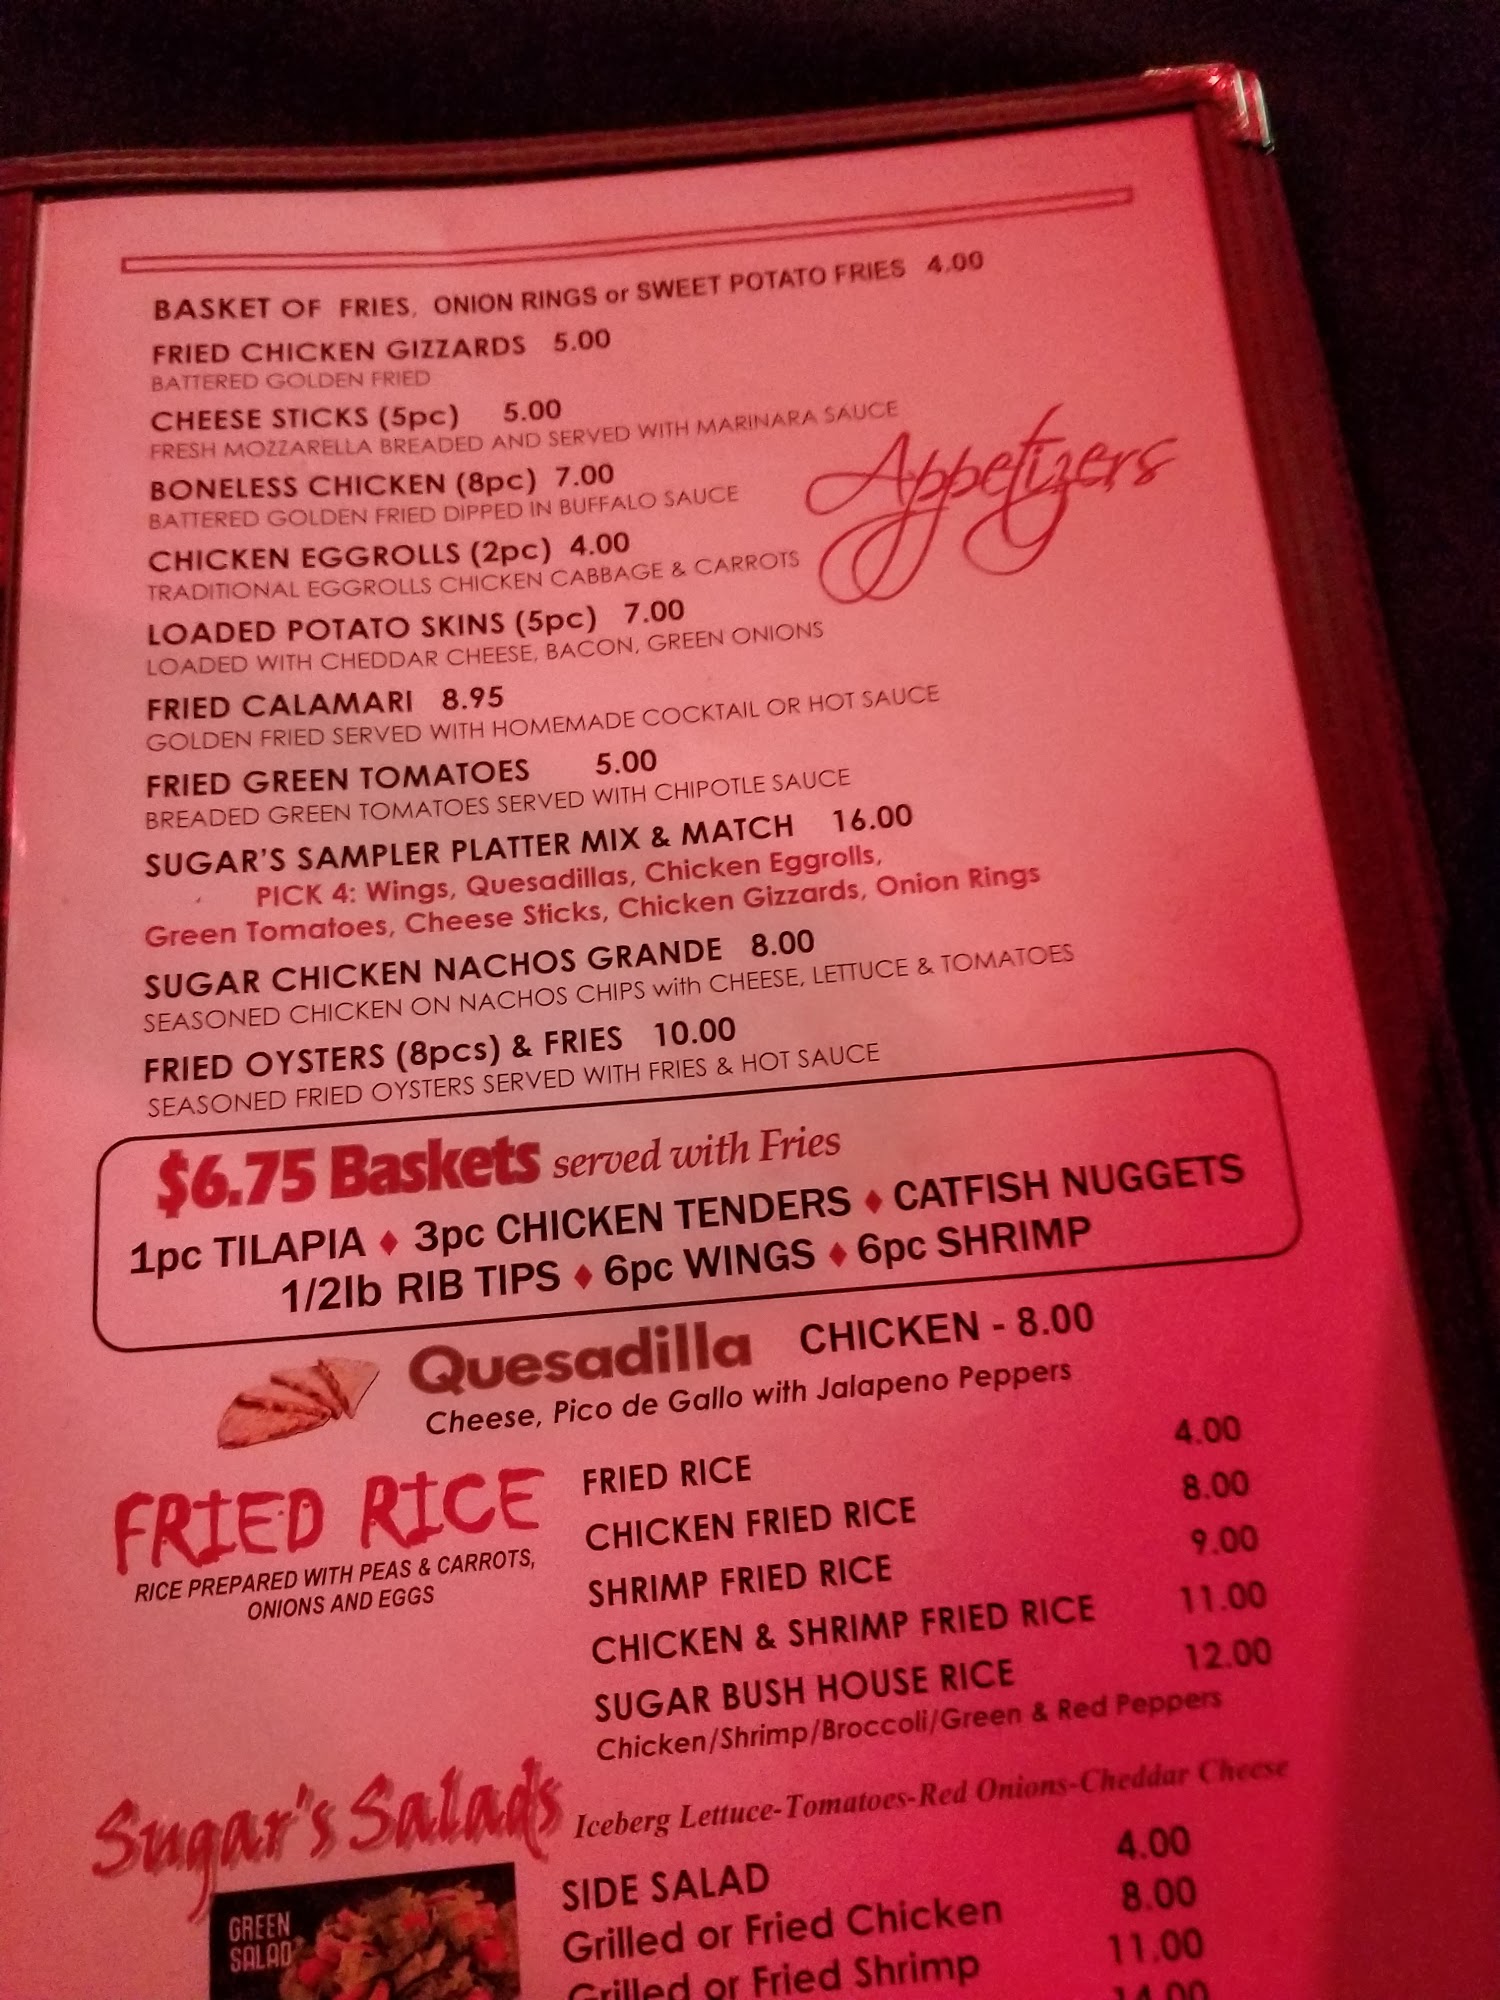 BASKET OF FRIES, ONION RINGS or SWEET POTATO FRIES 4.00
FRIED CHICKEN GIZZARDS 5.00
BATTERED GOLDEN FRIED
CHEESE STICKS (5pc) 5.00
FRESH MOZZARELLA BREADED AND SERVED WITH MARINARA SAUCE
Appetizers
BONELESS CHICKEN (8pc) 7.00
BATTERED GOLDEN FRIED DIPPED IN BUFFALO SAUCE
CHICKEN EGGROLLS (2pc) 4.00
TRADITIONAL EGGROLLS CHICKEN CABBAGE & CARROTS
LOADED POTATO SKINS (5pc) 7.00
LOADED WITH CHEDDAR CHEESE, BACON, GREEN ONIONS
FRIED CALAMARI 8.95
GOLDEN FRIED SERVED WITH HOMEMADE COCKTAIL OR HOT SAUCE
FRIED GREEN TOMATOES 5.00
BREADED GREEN TOMATOES SERVED WITH CHIPOTLE SAUCE
SUGAR'S SAMPLER PLATTER MIX & MATCH 16.00
PICK 4: Wings, Quesadillas, Chicken Eggrolls,
Green Tomatoes, Cheese Sticks, Chicken Gizzards, Onion Rings
SUGAR CHICKEN NACHOS GRANDE 8.00
SEASONED CHICKEN ON NACHOS CHIPS with CHEESE, LETTUCE & TOMATOES
FRIED OYSTERS (8pcs) & FRIES 10.00
SEASONED FRIED OYSTERS SERVED WITH FRIES & HOT SAUCE
$6.75 Baskets served with Fries
1pc TILAPIA ♦ 3pc CHICKEN TENDERS ♦ CATFISH NUGGETS
1/2lb RIB TIPS ♦ 6pc WINGS ♦ 6pc SHRIMP
Quesadilla CHICKEN - 8.00
Cheese, Pico de Gallo with Jalapeno Peppers
FRIED RICE
RICE PREPARED WITH PEAS & CARROTS,
ONIONS AND EGGS
FRIED RICE 4.00
CHICKEN FRIED RICE 8.00
SHRIMP FRIED RICE 9.00
CHICKEN & SHRIMP FRIED RICE 11.00
SUGAR BUSH HOUSE RICE 12.00
Chicken/Shrimp/Broccoli/Green & Red Peppers
Sugar's Salads
Iceberg Lettuce-Tomatoes-Red Onions-Cheddar Cheese
GREEN
SALAD
SIDE SALAD 4.00
Grilled or Fried Chicken 8.00
Grilled or Fried Shrimp 11.00
14.00